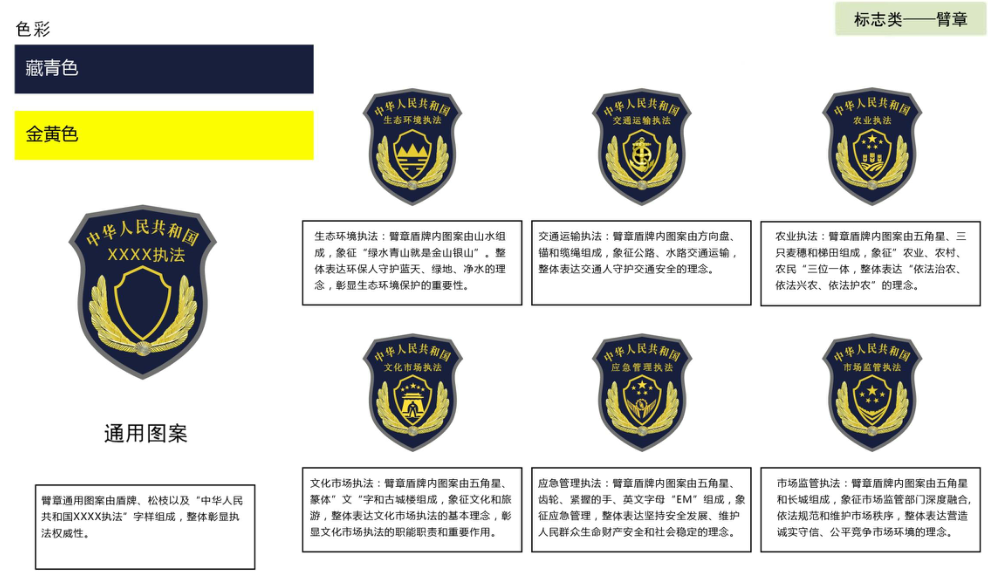 标志类——臂章
色彩
藏青色
金黄色
中华人民共和国
XXXX执法
通用图案
臂章通用图案由盾牌、松枝以及“中华人民
共和国XXXX执法”字样组成，整体彰显执
法权威性。
中华人民共和国
生态环境执法
生态环境执法：臂章盾牌内图案由山水组
成，象征“绿水青山就是金山银山”。整
体表达环保人守护蓝天、绿地、净水的理
念，彰显生态环境保护的重要性。
中华人民共和国
交通运输执法
交通运输执法：臂章盾牌内图案由方向盘、
锚和缆绳组成，象征公路、水路交通运输，
整体表达交通人守护交通安全的理念。
中华人民共和国
农业执法
农业执法：臂章盾牌内图案由五角星、三
只麦穗和梯田组成，象征”农业、农村、
农民“三位一体，整体表达“依法治农、
依法兴农、依法护农”的理念。
中华人民共和国
文化市场执法
文化市场执法：臂章盾牌内图案由五角星、
篆体”文“字和古城楼组成，象征文化和旅
游，整体表达文化市场执法的基本理念，彰
显文化市场执法的职能职责和重要作用。
中华人民共和国
应急管理执法
应急管理执法：臂章盾牌内图案由五角星、
齿轮、紧握的手、英文字母“EM”组成，象
征应急管理，整体表达坚持安全发展、维护
人民群众生命财产安全和社会稳定的理念。
中华人民共和国
市场监管执法
市场监管执法：臂章盾牌内图案由五角星
和长城组成，象征市场监管部门深度融合,
依法规范和维护市场秩序，整体表达营造
诚实守信、公平竞争市场环境的理念。